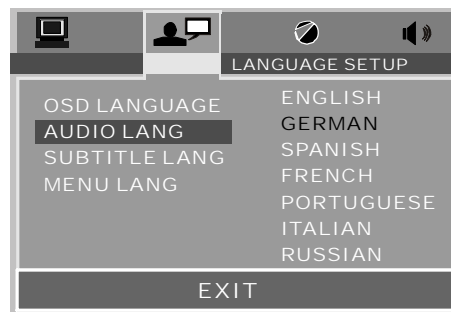 LANGUAGE SETUP
OSD LANGUAGE
AUDIO LANG
SUBTITLE LANG
MENU LANG
ENGLISH
GERMAN
SPANISH
FRENCH
PORTUGUESE
ITALIAN
RUSSIAN
EXIT